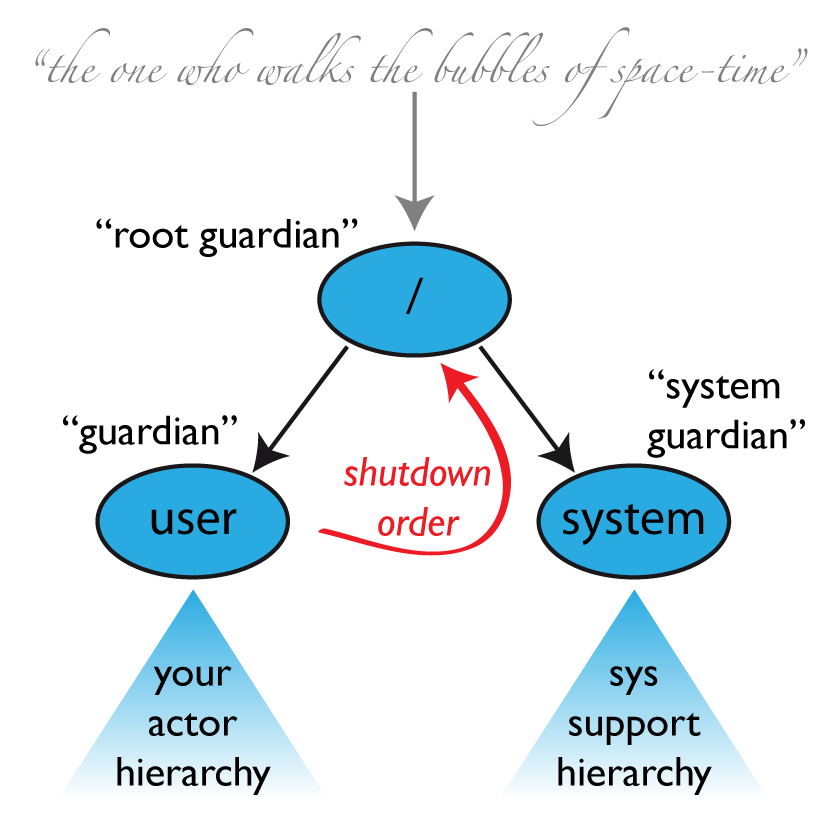 “the one who walks the bubbles of space-time”
“root guardian”
/
“guardian”
“system
guardian”
shutdown
order
user
system
your
actor
hierarchy
sys
support
hierarchy